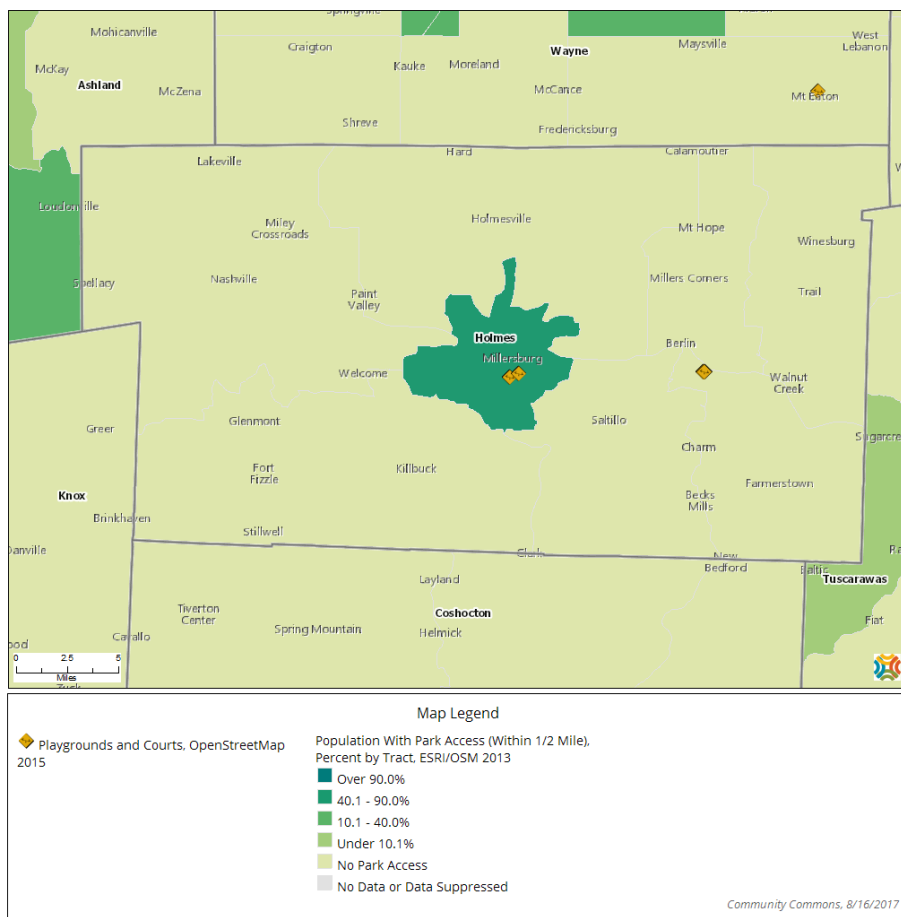 Springville
Mohicanville
Craigton
Wayne
Maysville
West
Lebanon
McKay
Kauke
Moreland
Ashland
McZena
McCance
Mt Eaton
Shreve
Fredericksburg
Lakeville
Hard
Calamoutier
Loudonville
Miley
Crossroads
Holmesville
Mt Hope
Winesburg
Spellacy
Nashville
Millers Corners
Paint
Valley
Trail
Holmes
Berlin
Millersburg
Welcome
Walnut
Creek
Greer
Glenmont
Saltillo
Sugarcre
Charm
Fort
Fizzle
Killbuck
Farmerstown
Knox
Becks
Mills
Brinkhaven
Stillwell
Danville
Clark
New
Bedford
Baltic
Layland
Tuscarawas
Tiverton
Center
Coshocton
Fiat
Cavallo
Spring Mountain
Helmick
0 2.5 5
Miles
Map Legend
Playgrounds and Courts, OpenStreetMap
2015
Population With Park Access (Within 1/2 Mile),
Percent by Tract, ESRI/OSM 2013
Over 90.0%
40.1 - 90.0%
10.1 - 40.0%
Under 10.1%
No Park Access
No Data or Data Suppressed
Community Commons, 8/16/2017